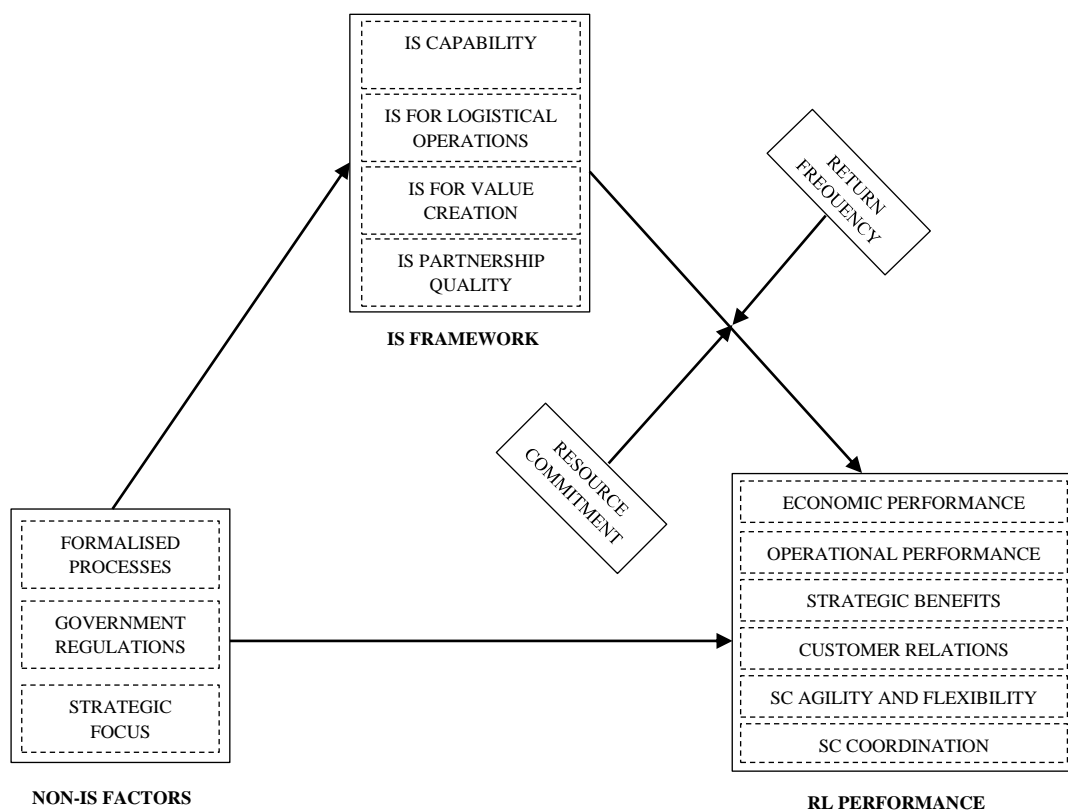 IS CAPABILITY
IS FOR LOGISTICAL
OPERATIONS
IS FOR VALUE
CREATION
IS PARTNERSHIP
QUALITY
IS FRAMEWORK
RETURN
FREQUENCY
RESOURCE
COMMITMENT
FORMALISED
PROCESSES
GOVERNMENT
REGULATIONS
STRATEGIC
FOCUS
NON-IS FACTORS
ECONOMIC PERFORMANCE
OPERATIONAL PERFORMANCE
STRATEGIC BENEFITS
CUSTOMER RELATIONS
SC AGILITY AND FLEXIBILITY
SC COORDINATION
RL PERFORMANCE